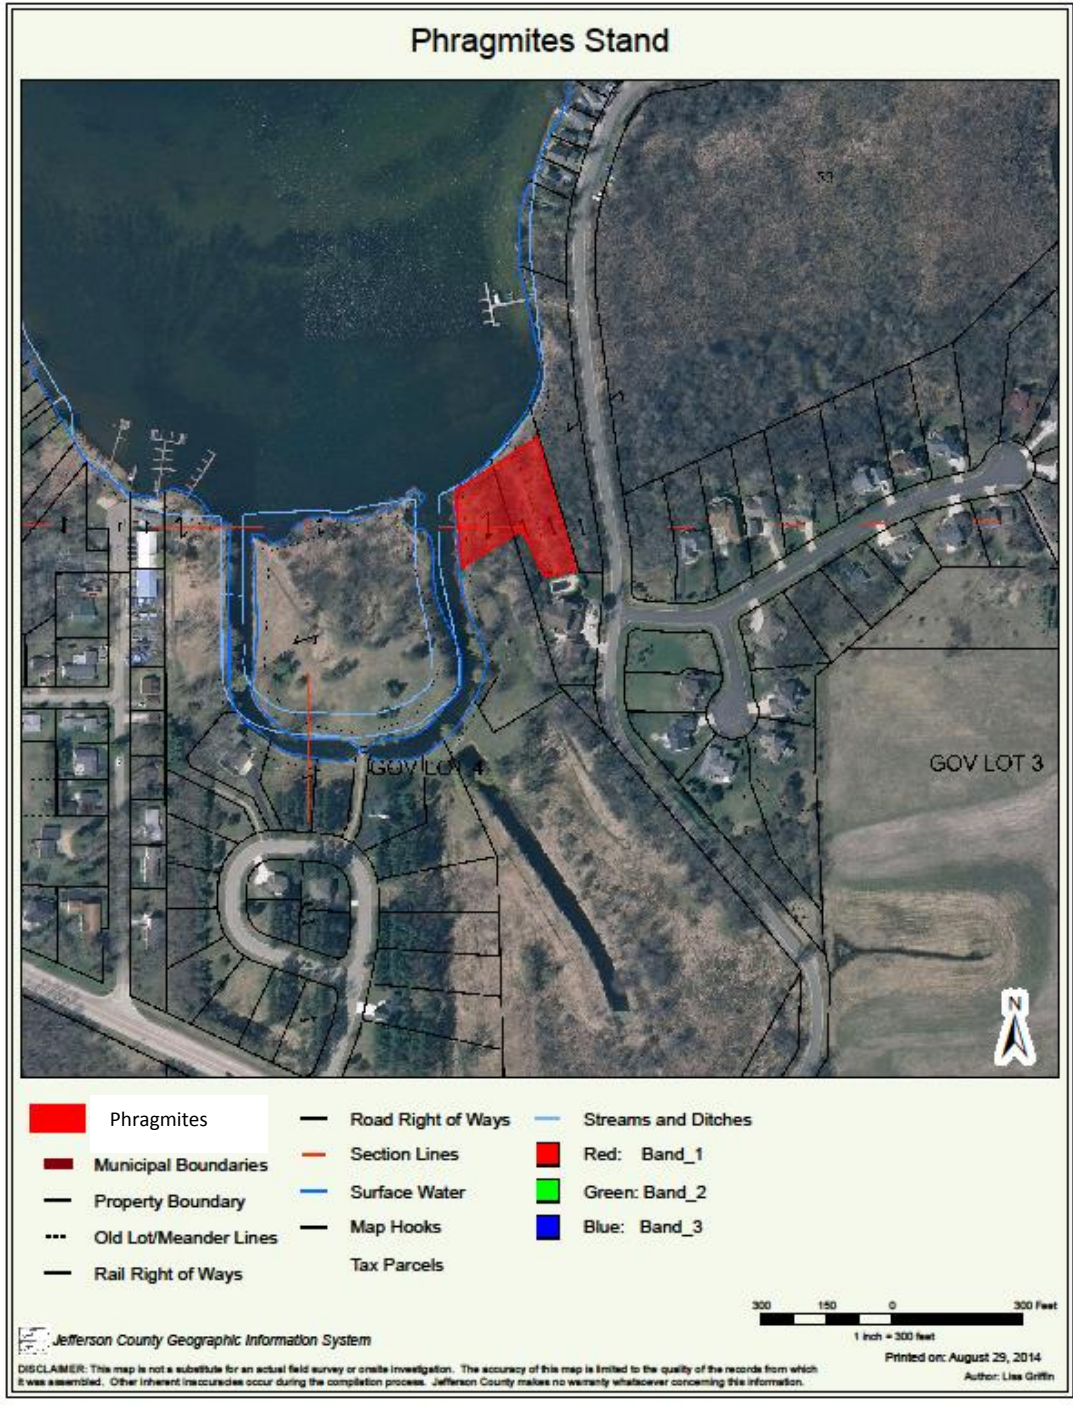 Phragmites Stand
33
GOV LOT 4
GOV LOT 3
N
Phragmites
Municipal Boundaries
Property Boundary
Old Lot/Meander Lines
Rail Right of Ways
Road Right of Ways
Section Lines
Surface Water
Map Hooks
Tax Parcels
Streams and Ditches
Red: Band_1
Green: Band_2
Blue: Band_3
300 150 0 300 Feet
1 inch = 300 feet
Jefferson County Geographic Information System
Printed on: August 29, 2014
DISCLAIMER: This map is not a substitute for an actual field survey or onsite investigation. The accuracy of this map is limited to the quality of the records from which
it was assembled. Other inherent inaccuracies occur during the compilation process. Jefferson County makes no warranty whatsoever concerning this information.
Author: Lisa Griffin